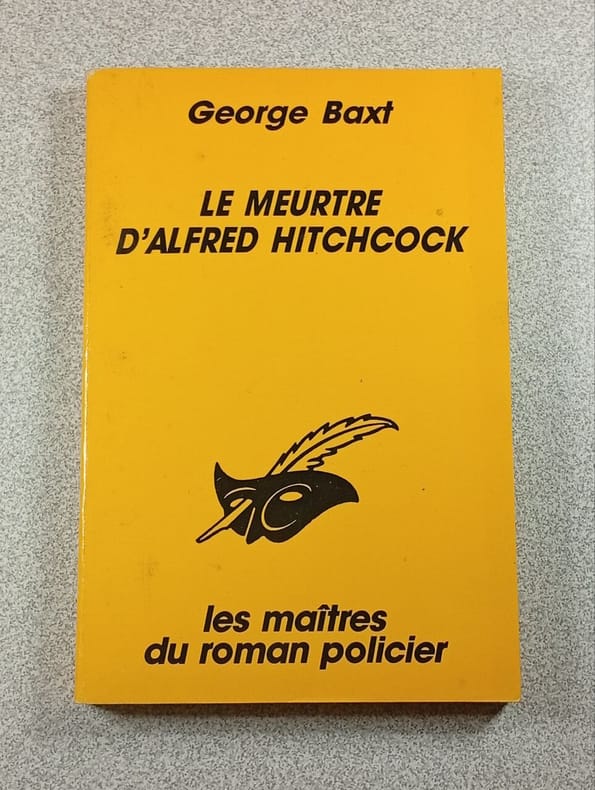 George Baxt
LE MEURTRE
D'ALFRED HITCHCOCK
les maîtres
du roman policier